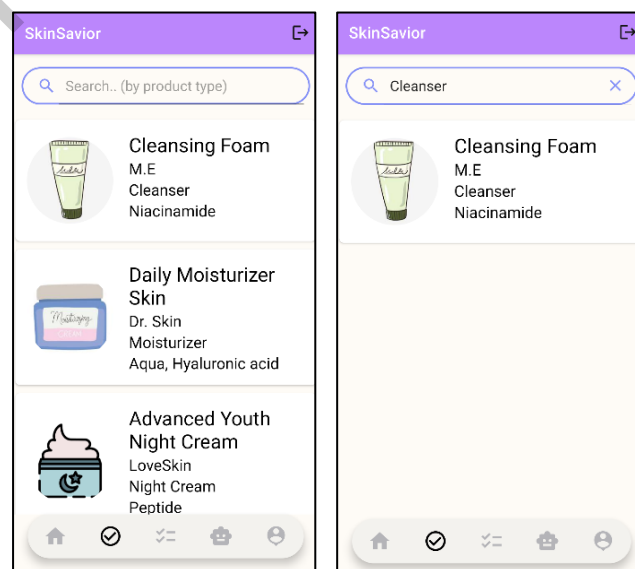 SkinSavior
Search.. (by product type)
Cleansing Foam
M.E
Cleanser
Niacinamide
Daily Moisturizer
Skin
Dr. Skin
Moisturizer
Aqua, Hyaluronic acid
Advanced Youth
Night Cream
LoveSkin
Night Cream
Peptide
SkinSavior
Cleanser
Cleansing Foam
M.E
Cleanser
Niacinamide